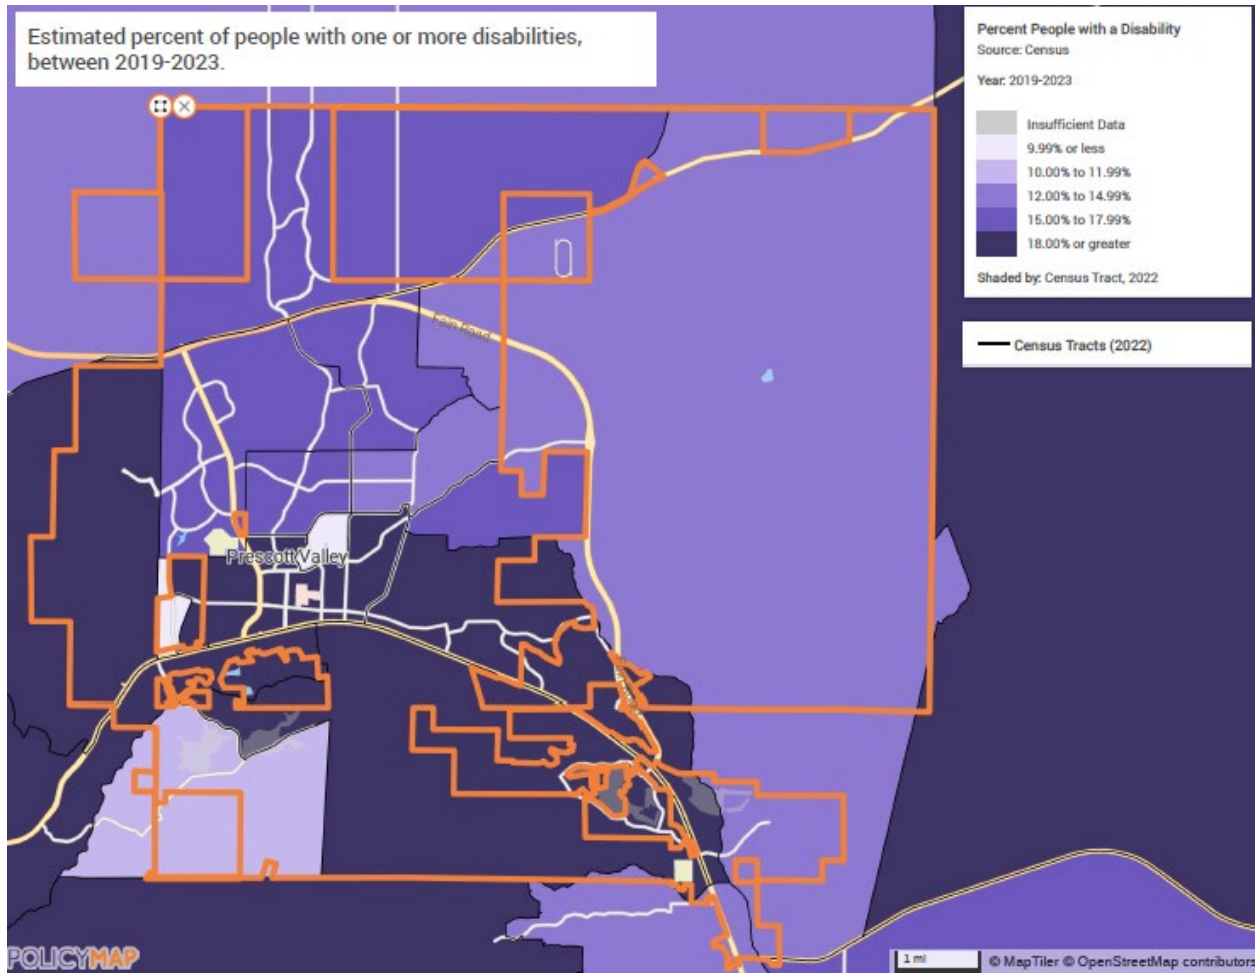 Estimated percent of people with one or more disabilities,
between 2019-2023.
Percent People with a Disability
Source: Census
Year: 2019-2023
Insufficient Data
9.99% or less
10.00% to 11.99%
12.00% to 14.99%
15.00% to 17.99%
18.00% or greater
Shaded by: Census Tract, 2022
Census Tracts (2022)
Fain Road
Prescott Valley
POLICYMAP
1 mi
© MapTiler © OpenStreetMap contributors